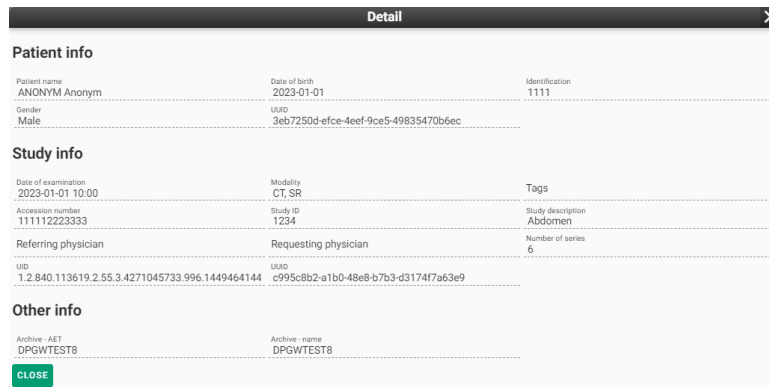 Detail
Patient info
Patient name Date of birth Identification
ANONYM Anonym 2023-01-01 1111
Gender UUID
Male 3eb7250d-efce-4eef-9ce5-49835470b6ec
Study info
Date of examination Modality Tags
2023-01-01 10:00 CT, SR
Accession number Study ID Study description
111112223333 1234 Abdomen
Referring physician Requesting physician Number of series
6
UID UUID
1.2.840.113619.2.55.3.4271045733.996.1449464144 c995c8b2-a1b0-48e8-b7b3-d3174f7a63e9
Other info
Archive - AET Archive - name
DPGWTEST8 DPGWTEST8
CLOSE